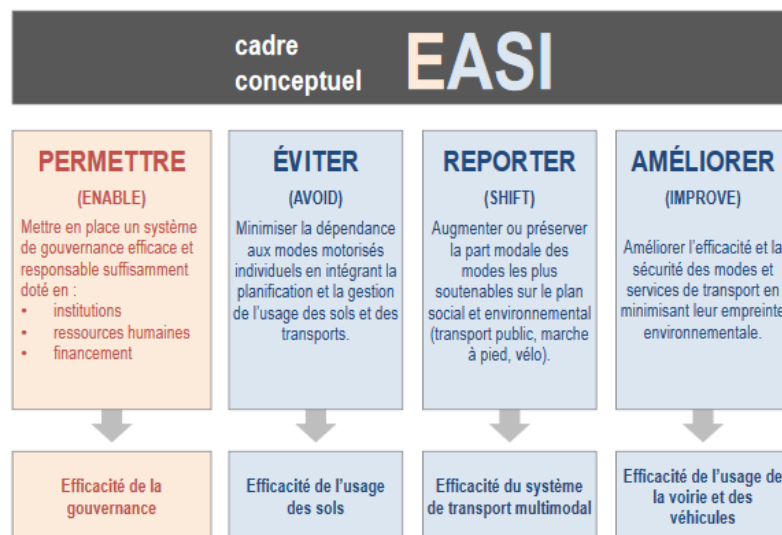 cadre
conceptuel
EASI
PERMETTRE
(ENABLE)
Mettre en place un système
de gouvernance efficace et
responsable suffisamment
doté en :
• institutions
• ressources humaines
• financement
Efficacité de la
gouvernance
ÉVITER
(AVOID)
Minimiser la dépendance
aux modes motorisés
individuels en intégrant la
planification et la gestion
de l'usage des sols et des
transports.
Efficacité de l'usage
des sols
REPORTER
(SHIFT)
Augmenter ou préserver
la part modale des
modes les plus
soutenables sur le plan
social et environnemental
(transport public, marche
à pied, vélo).
Efficacité du système
de transport multimodal
AMÉLIORER
(IMPROVE)
Améliorer l'efficacité et la
sécurité des modes et
services de transport en
minimisant leur empreinte
environnementale.
Efficacité de l'usage de
la voirie et des
véhicules